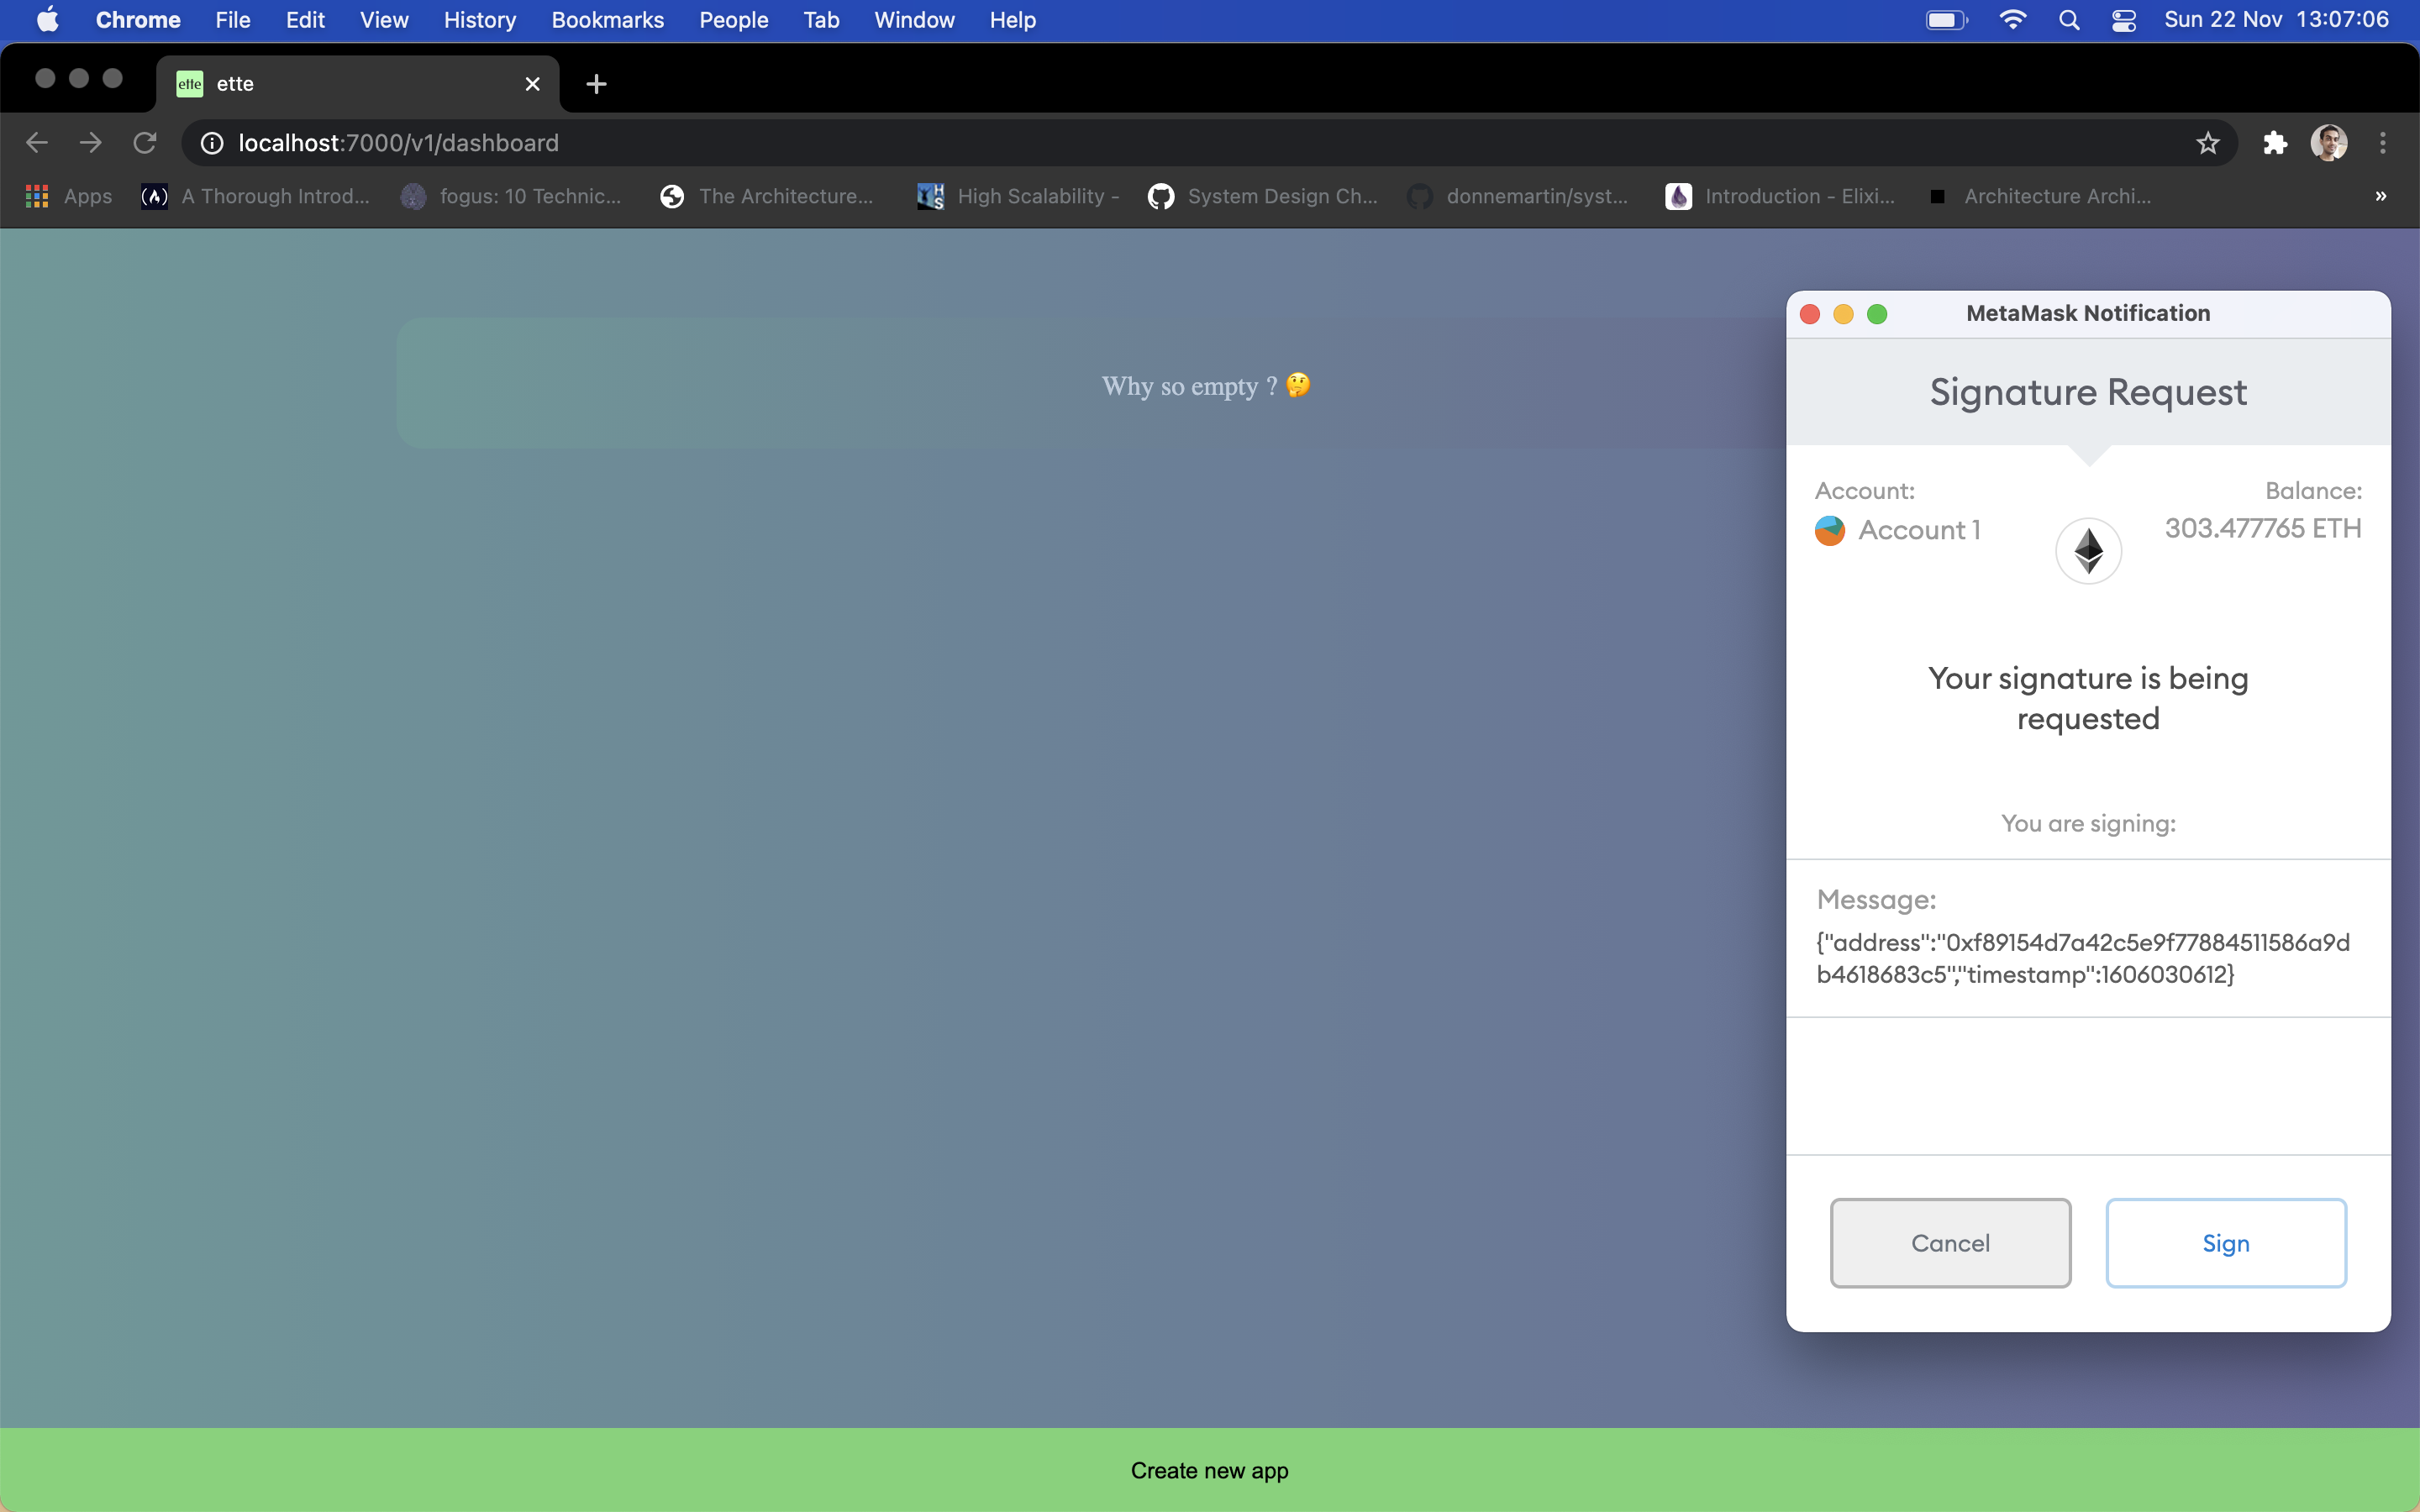 Chrome File Edit View History Bookmarks People Tab Window Help Sun 22 Nov 13:07:06
ette ette
localhost:7000/v1/dashboard
Apps A Thorough Introd... fogus: 10 Technic... The Architecture... High Scalability - System Design Ch... donnemartin/syst... Introduction - Elixi... Architecture Archi... »
Why so empty ? 🤔
MetaMask Notification
Signature Request
Account: Balance:
Account 1 303.477765 ETH
Your signature is being
requested
You are signing:
Message:
{"address":"0xf89154d7a42c5e9f77884511586a9d
b4618683c5","timestamp":1606030612}
Cancel Sign
Create new app